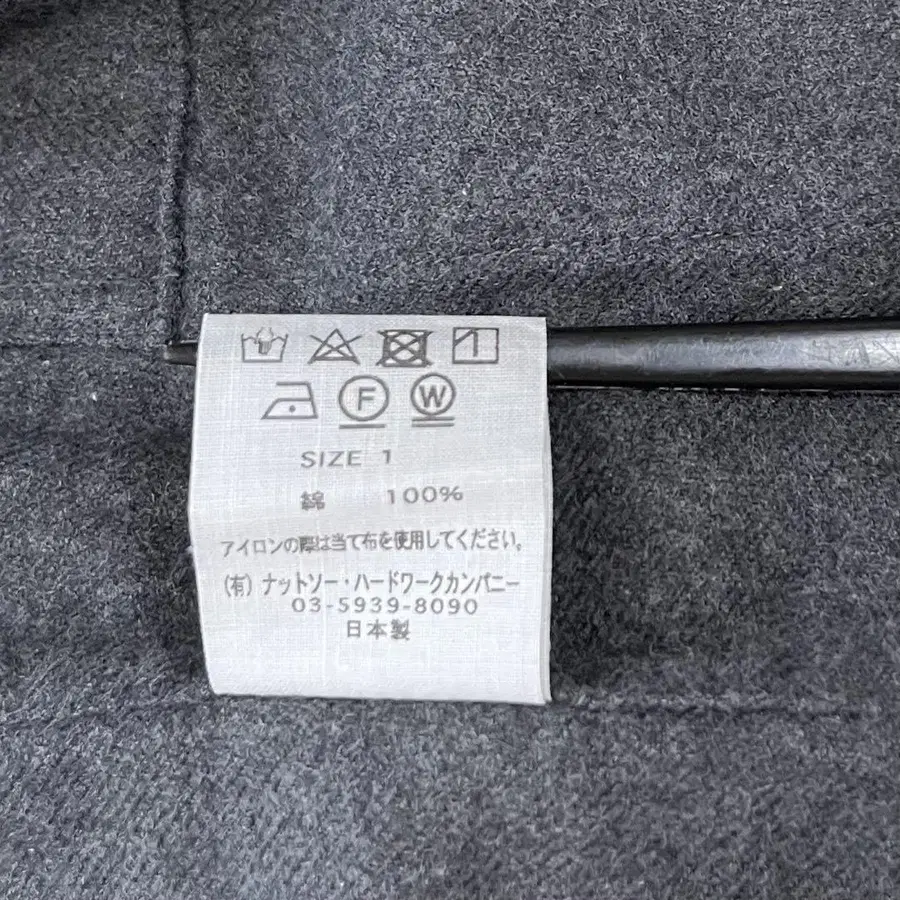 F W
SIZE 1
綿 100%
アイロンの際は当て布を使用してください。
(有) ナットソー・ハードワークカンパニー
03-5939-8090
日本製